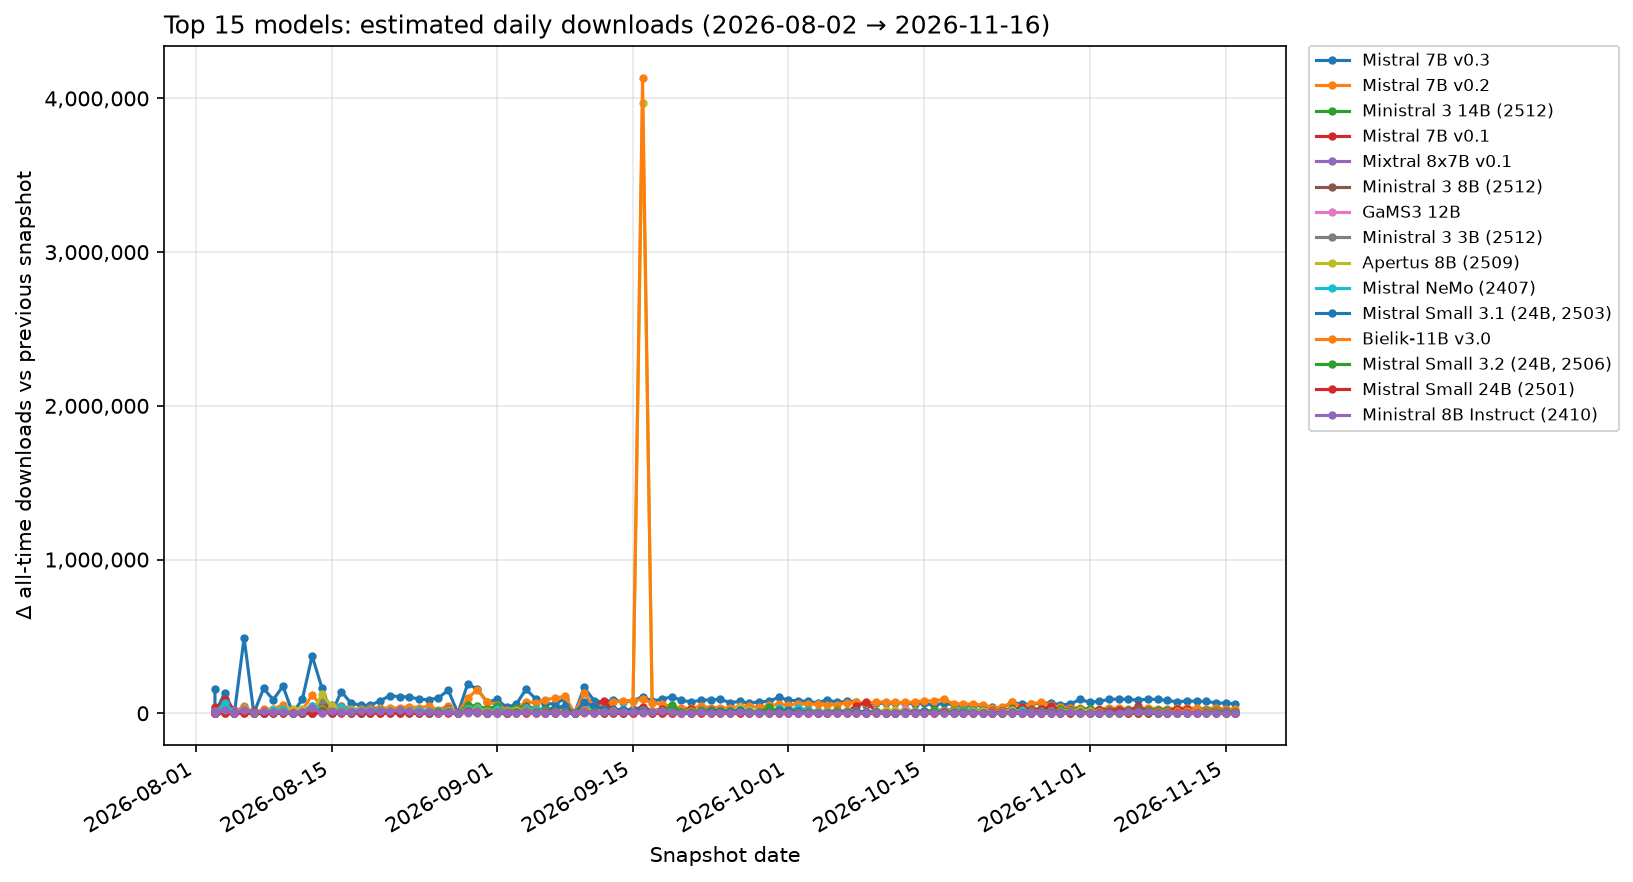 Top 15 models: estimated daily downloads (2026-08-02 → 2026-11-16)
Δ all-time downloads vs previous snapshot
4,000,000
3,000,000
2,000,000
1,000,000
0
2026-08-01
2026-08-15
2026-09-01
2026-09-15
2026-10-01
2026-10-15
2026-11-01
2026-11-15
Snapshot date
Mistral 7B v0.3
Mistral 7B v0.2
Ministral 3 14B (2512)
Mistral 7B v0.1
Mixtral 8x7B v0.1
Ministral 3 8B (2512)
GaMS3 12B
Ministral 3 3B (2512)
Apertus 8B (2509)
Mistral NeMo (2407)
Mistral Small 3.1 (24B, 2503)
Bielik-11B v3.0
Mistral Small 3.2 (24B, 2506)
Mistral Small 24B (2501)
Ministral 8B Instruct (2410)